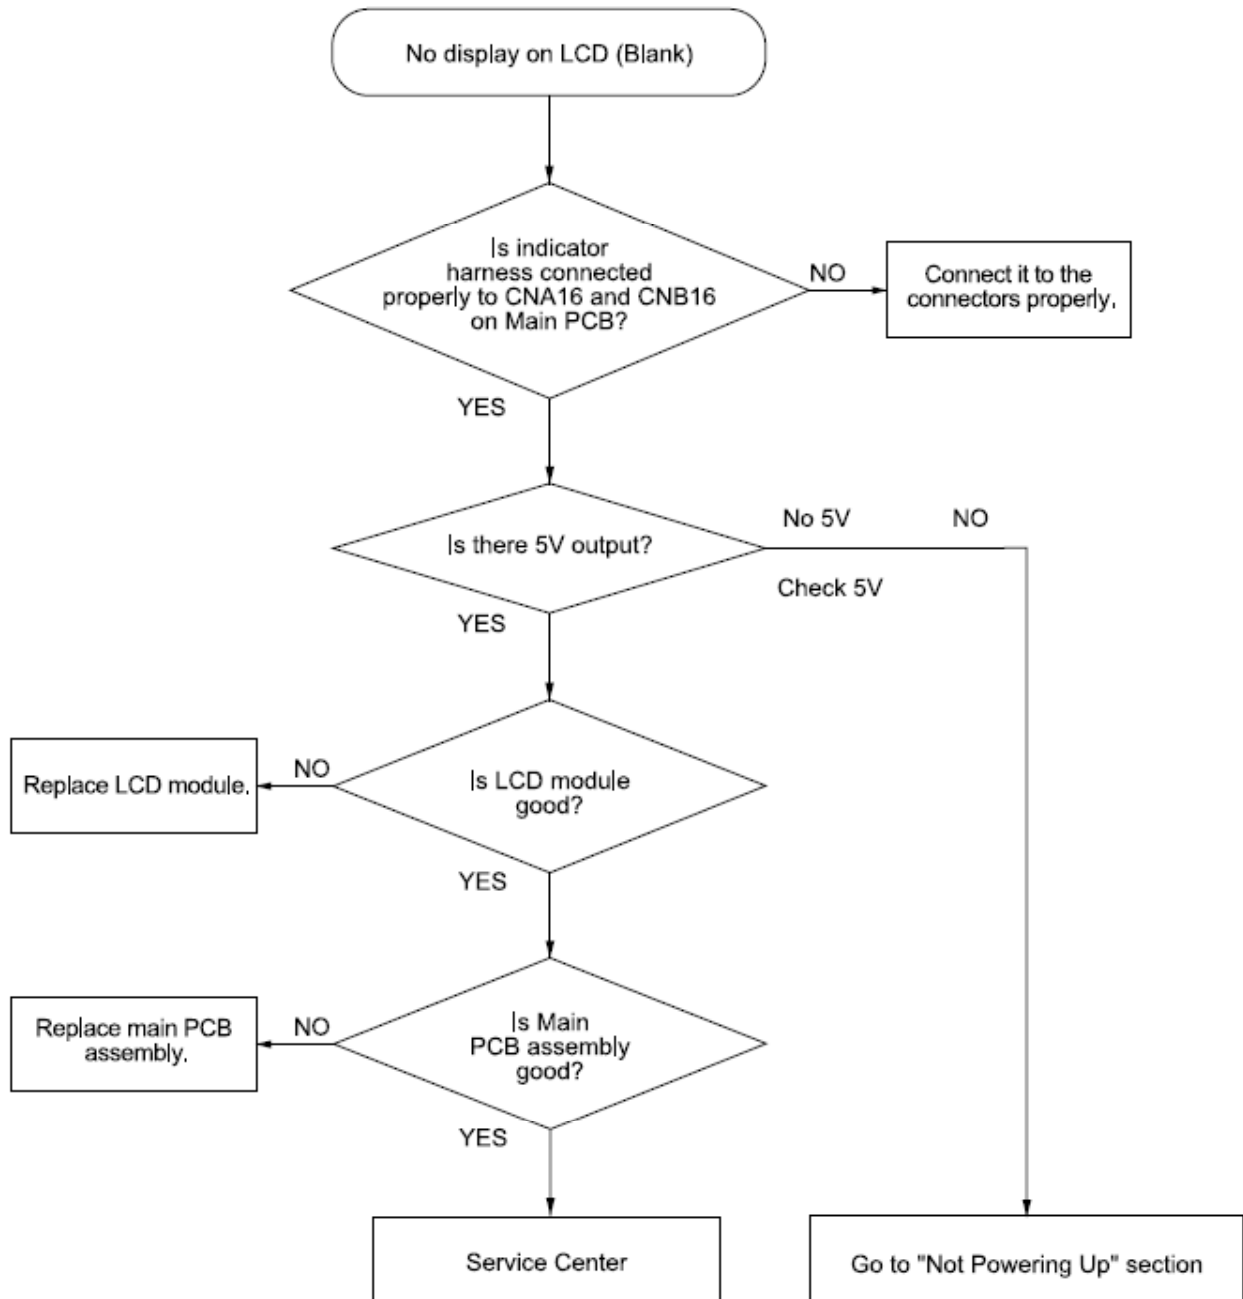 No display on LCD (Blank)
Is indicator
harness connected
properly to CNA16 and CNB16
on Main PCB?
NO
Connect it to the
connectors properly.
YES
Is there 5V output?
No 5V
NO
Check 5V
YES
Is LCD module
good?
NO
Replace LCD module.
YES
Is Main
PCB assembly
good?
NO
Replace main PCB
assembly.
YES
Service Center
Go to "Not Powering Up" section